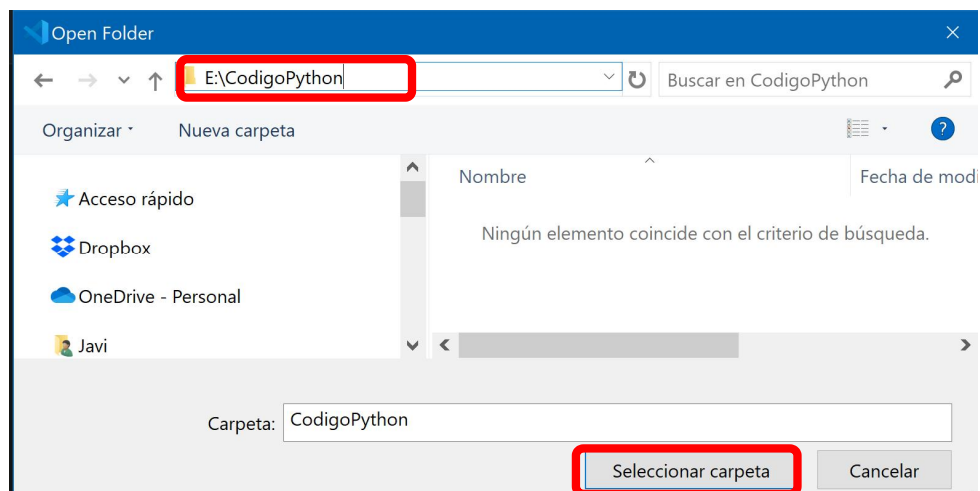 Open Folder
E:\CodigoPython
Buscar en CodigoPython
Organizar
Nueva carpeta
?
Nombre
Fecha de modi
Acceso rápido
Ningún elemento coincide con el criterio de búsqueda.
Dropbox
OneDrive - Personal
Javi
Carpeta:
CodigoPython
Seleccionar carpeta
Cancelar